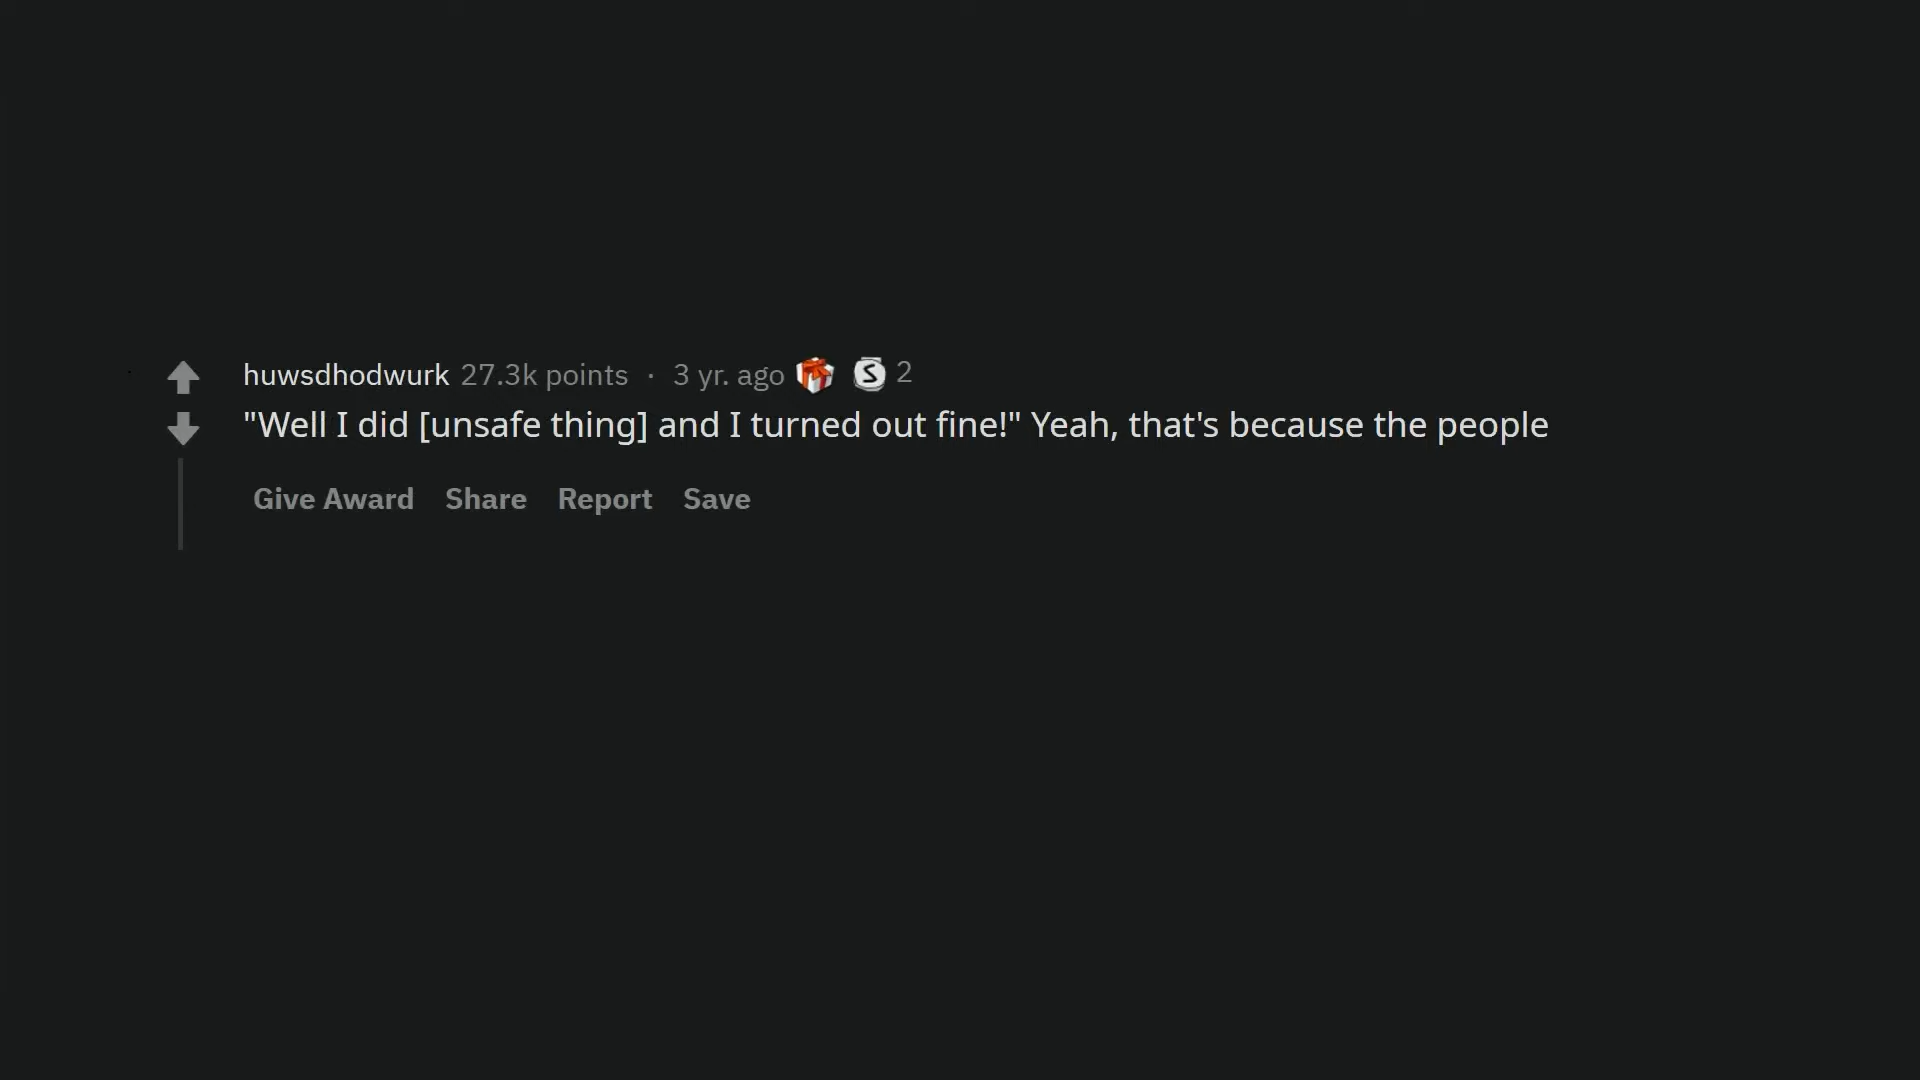 huwsdhodwurk 27.3k points · 3 yr. ago S 2
"Well I did [unsafe thing] and I turned out fine!" Yeah, that's because the people
Give Award Share Report Save